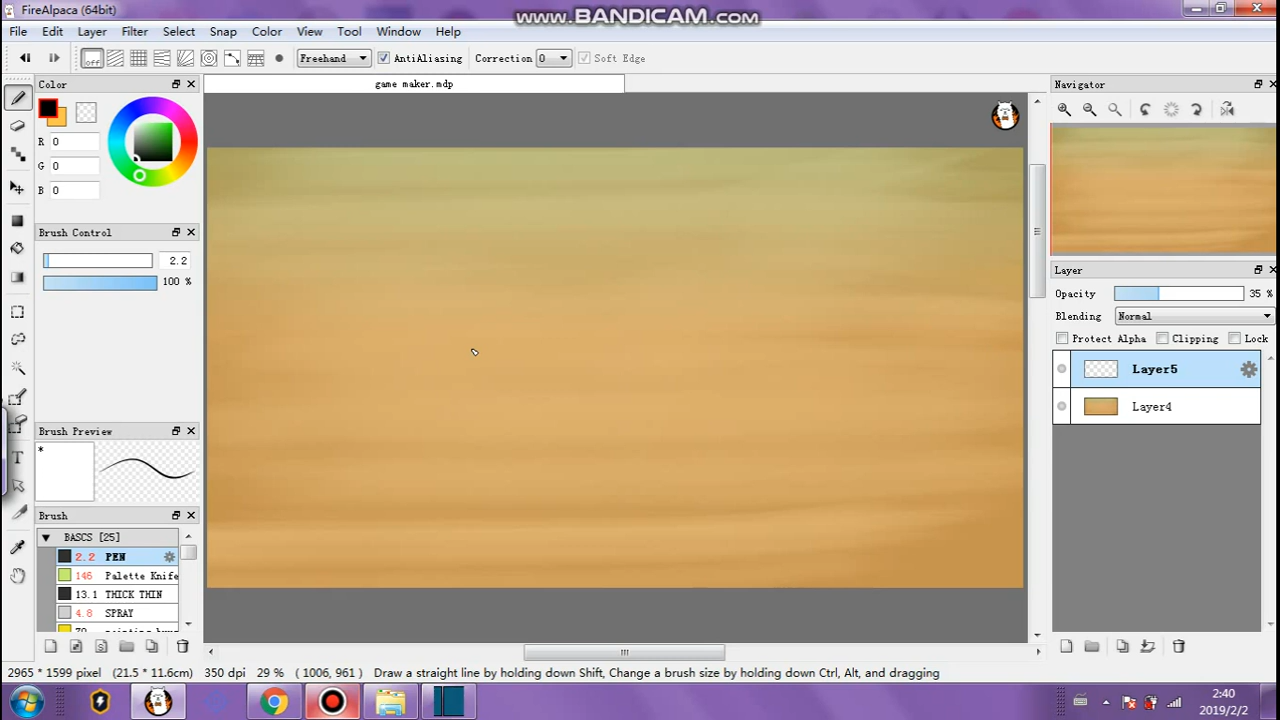 FireAlpaca (64bit)
www.BANDICAM.com
File Edit Layer Filter Select Snap Color View Tool Window Help
off Freehand AntiAliasing Correction 0 Soft Edge
Color
game maker.mdp
Navigator
R 0
G 0
B 0
Brush Control
2.2
100 %
Layer
Opacity 35 %
Blending Normal
Protect Alpha Clipping Lock
Layer5
Layer4
Brush Preview
*
T
Brush
BASCS [25]
2.2 PEN
146 Palette Knife
13.1 THICK THIN
4.8 SPRAY
70
2965 * 1599 pixel (21.5 * 11.6cm) 350 dpi 29 % ( 1006, 961 ) Draw a straight line by holding down Shift, Change a brush size by holding down Ctrl, Alt, and dragging
2:40
2019/2/2